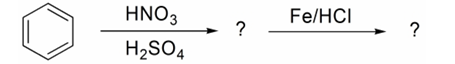 HNO₃
H₂SO₄
?
Fe/HCl
?